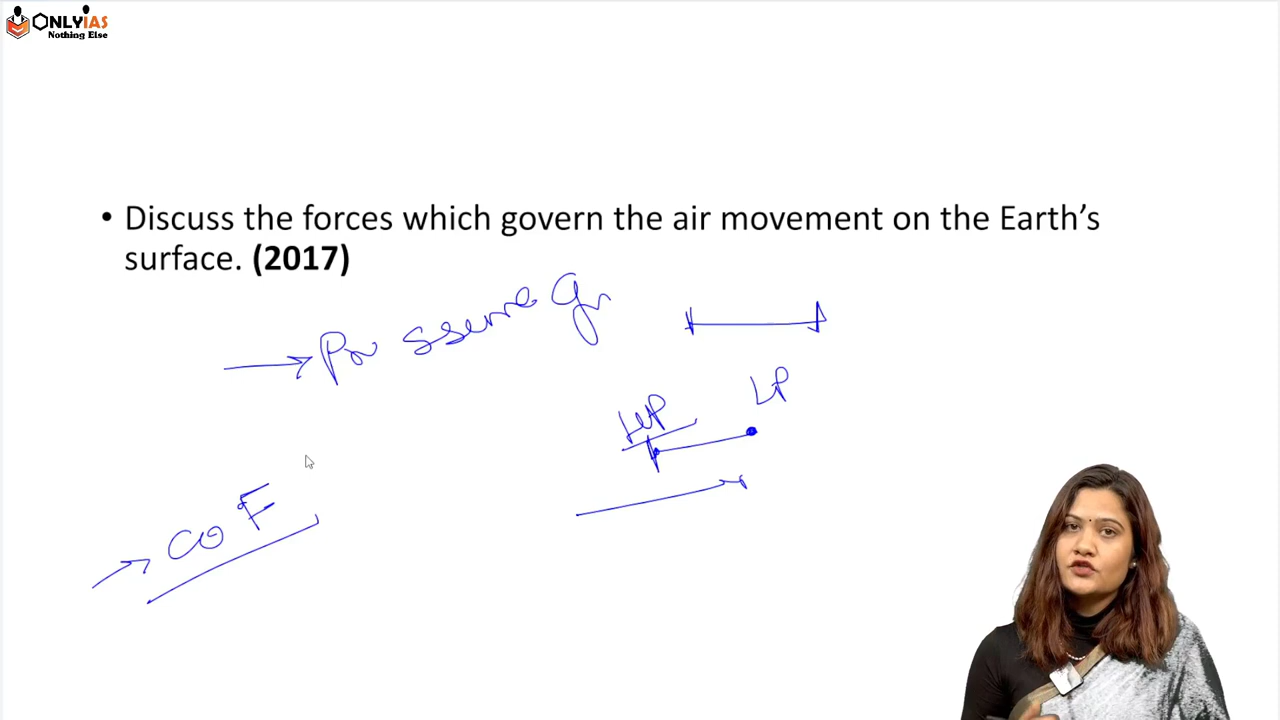 ONLYIAS
Nothing Else
• Discuss the forces which govern the air movement on the Earth’s
surface. (2017)
Pressure Gr
LP
HP
CO F